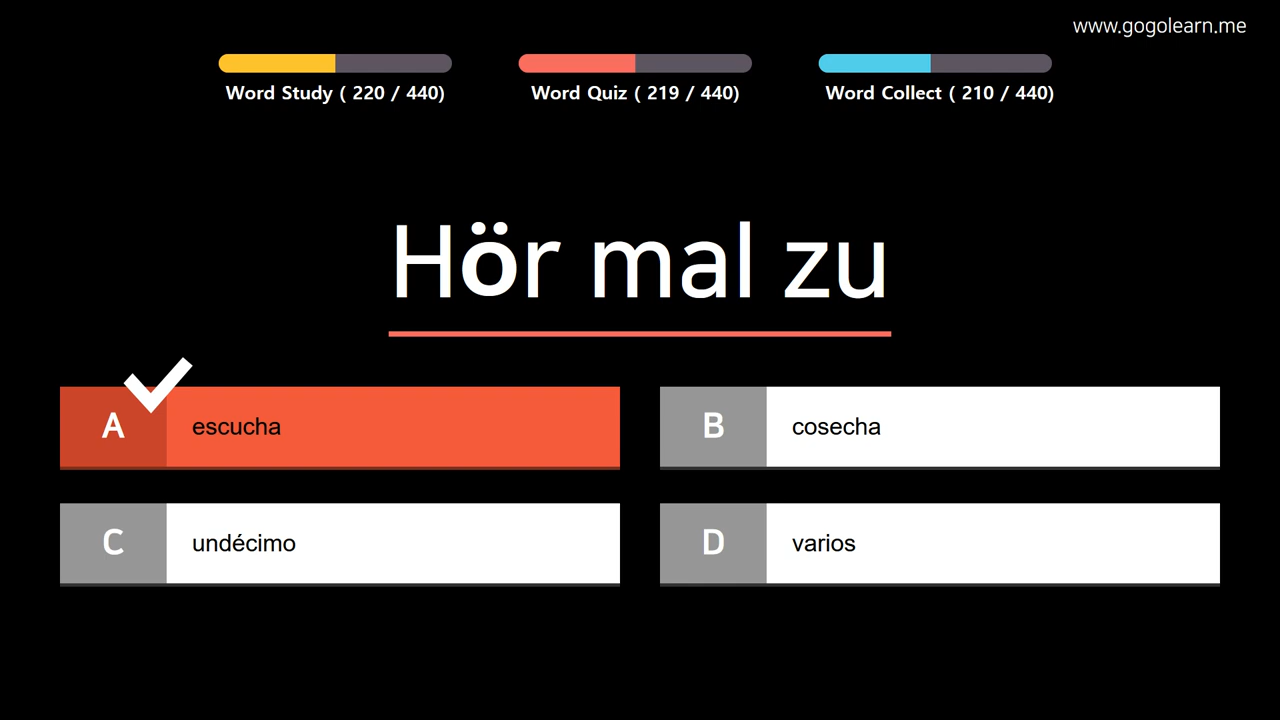 www.gogolearn.me
Word Study ( 220 / 440)
Word Quiz ( 219 / 440)
Word Collect ( 210 / 440)
Hör mal zu
A escucha
B cosecha
C undécimo
D varios